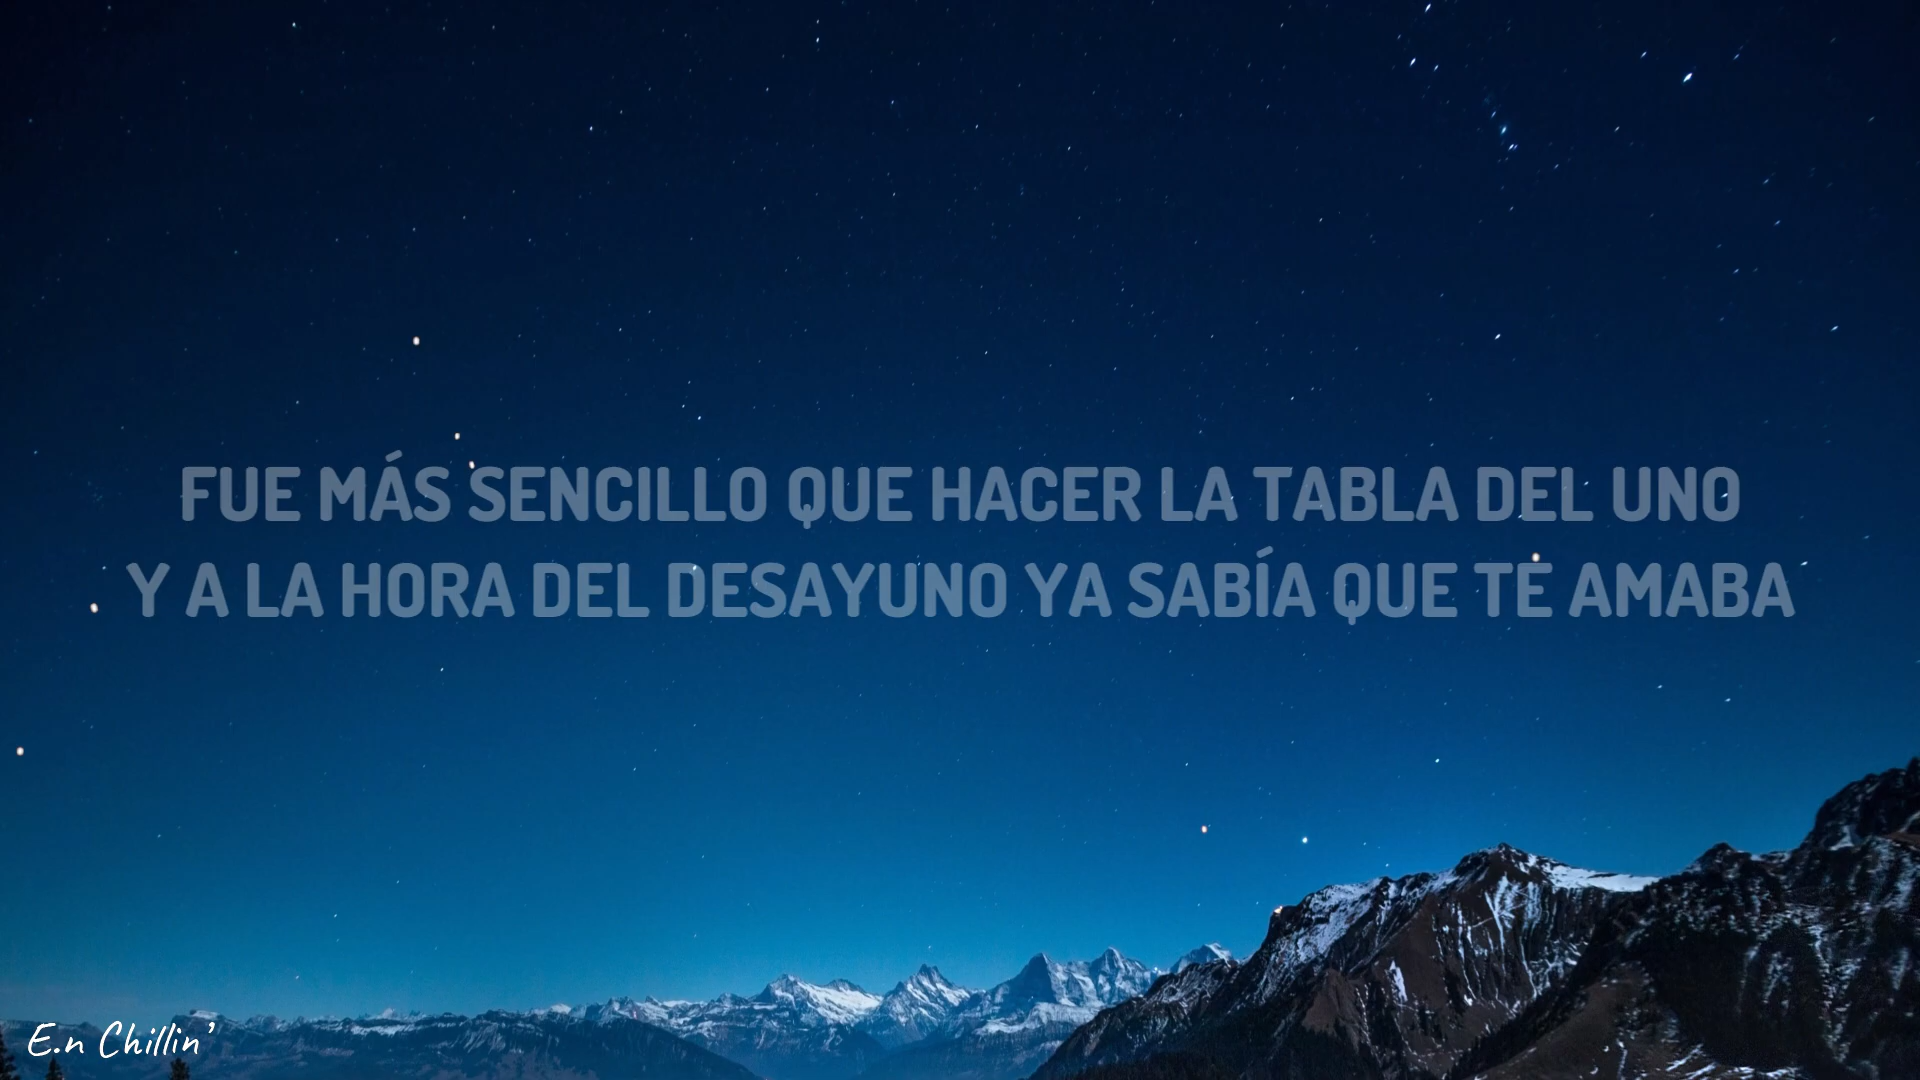 FUE MÁS SENCILLO QUE HACER LA TABLA DEL UNO
Y A LA HORA DEL DESAYUNO YA SABÍA QUE TE AMABA
E.n Chillin'